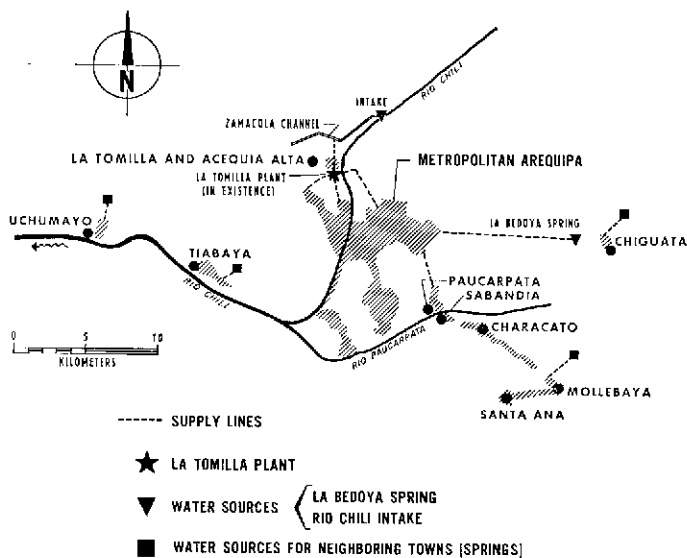 N
RIO CHILI
INTAKE
ZAMACOLA CHANNEL
LA TOMILLA AND ACEQUIA ALTA
LA TOMILLA PLANT
(IN EXISTENCE)
METROPOLITAN AREQUIPA
UCHUMAYO
LA BEDOYA SPRING
CHIGUATA
TIABAYA
RIO CHILI
PAUCARPATA
SABANDIA
CHARACATO
RIO PAUCARPATA
0 5 10
KILOMETERS
MOLLEBAYA
SANTA ANA
SUPPLY LINES
LA TOMILLA PLANT
WATER SOURCES
LA BEDOYA SPRING
RIO CHILI INTAKE
WATER SOURCES FOR NEIGHBORING TOWNS (SPRINGS)